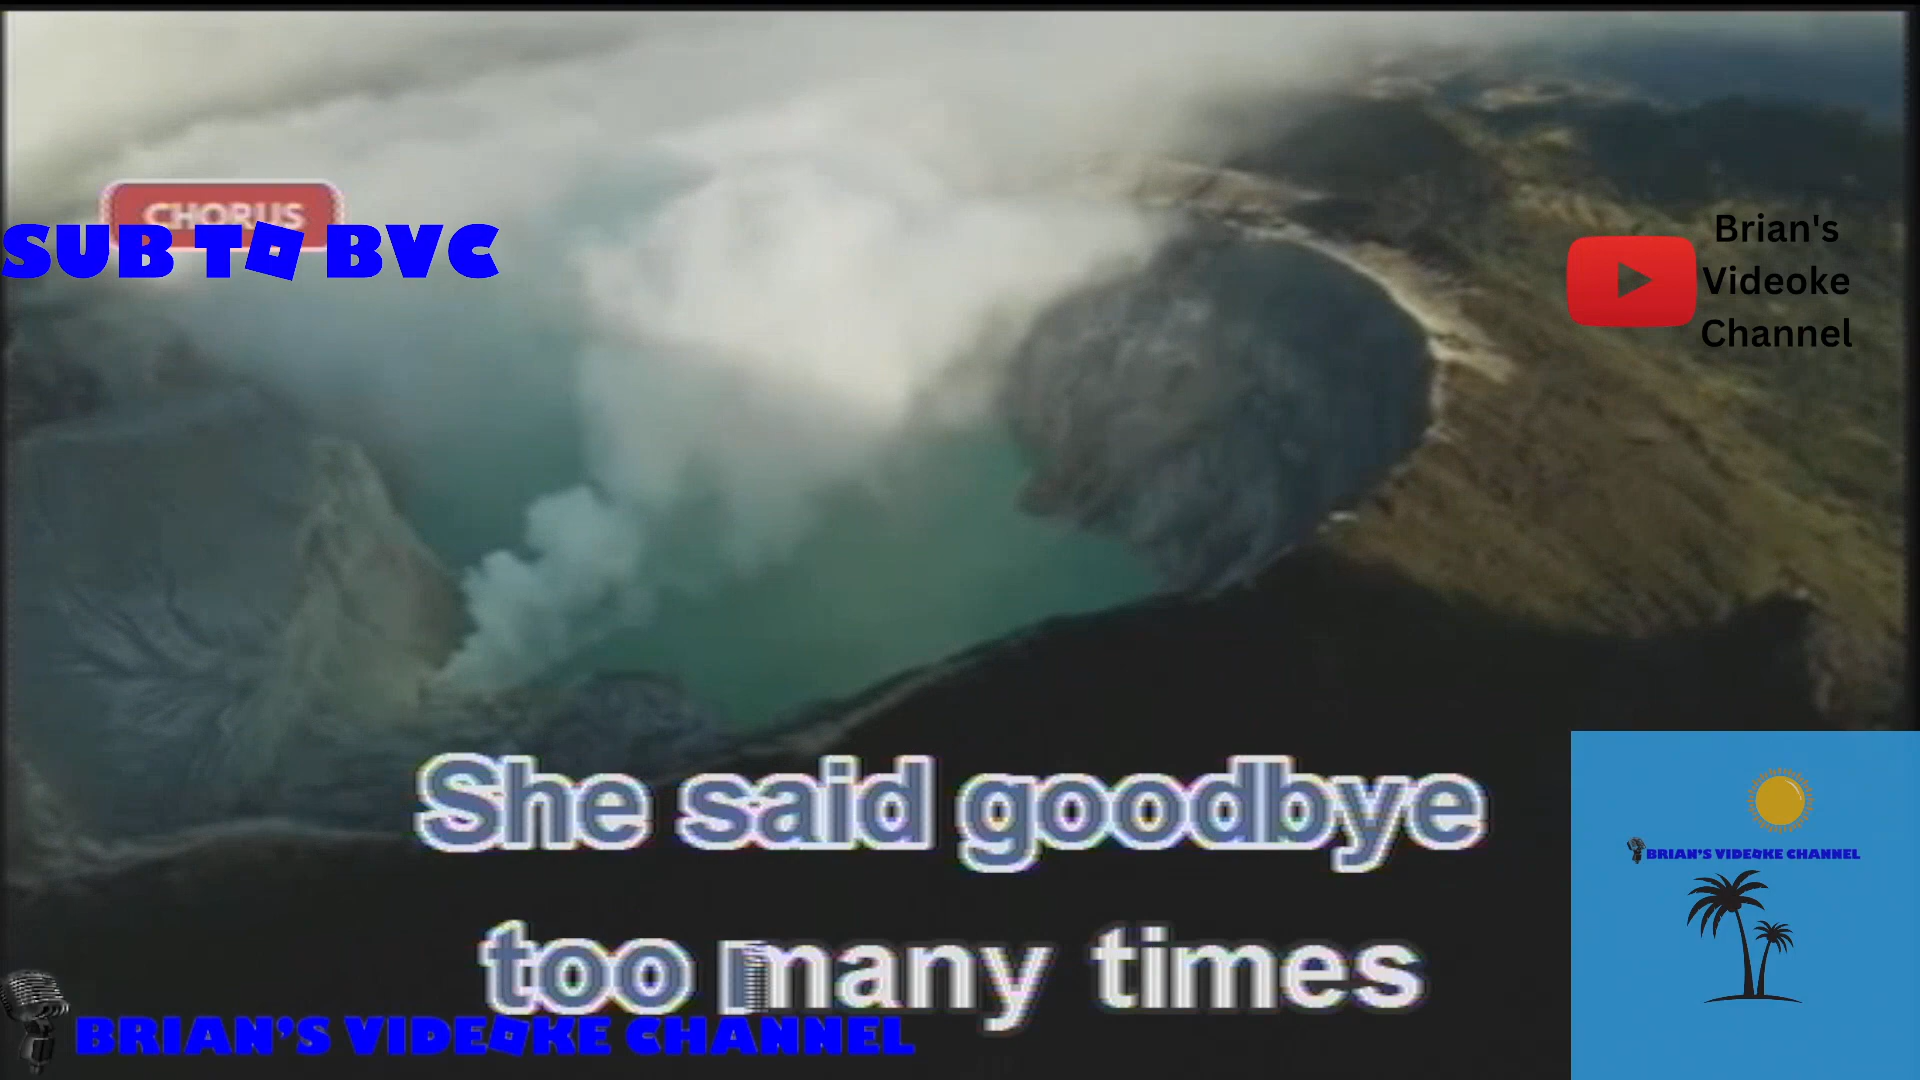 CHORUS
SUB TO BVC
Brian's
Videoke
Channel
She said goodbye
too many times
BRIAN'S VIDEOKE CHANNEL
BRIAN'S VIDEOKE CHANNEL